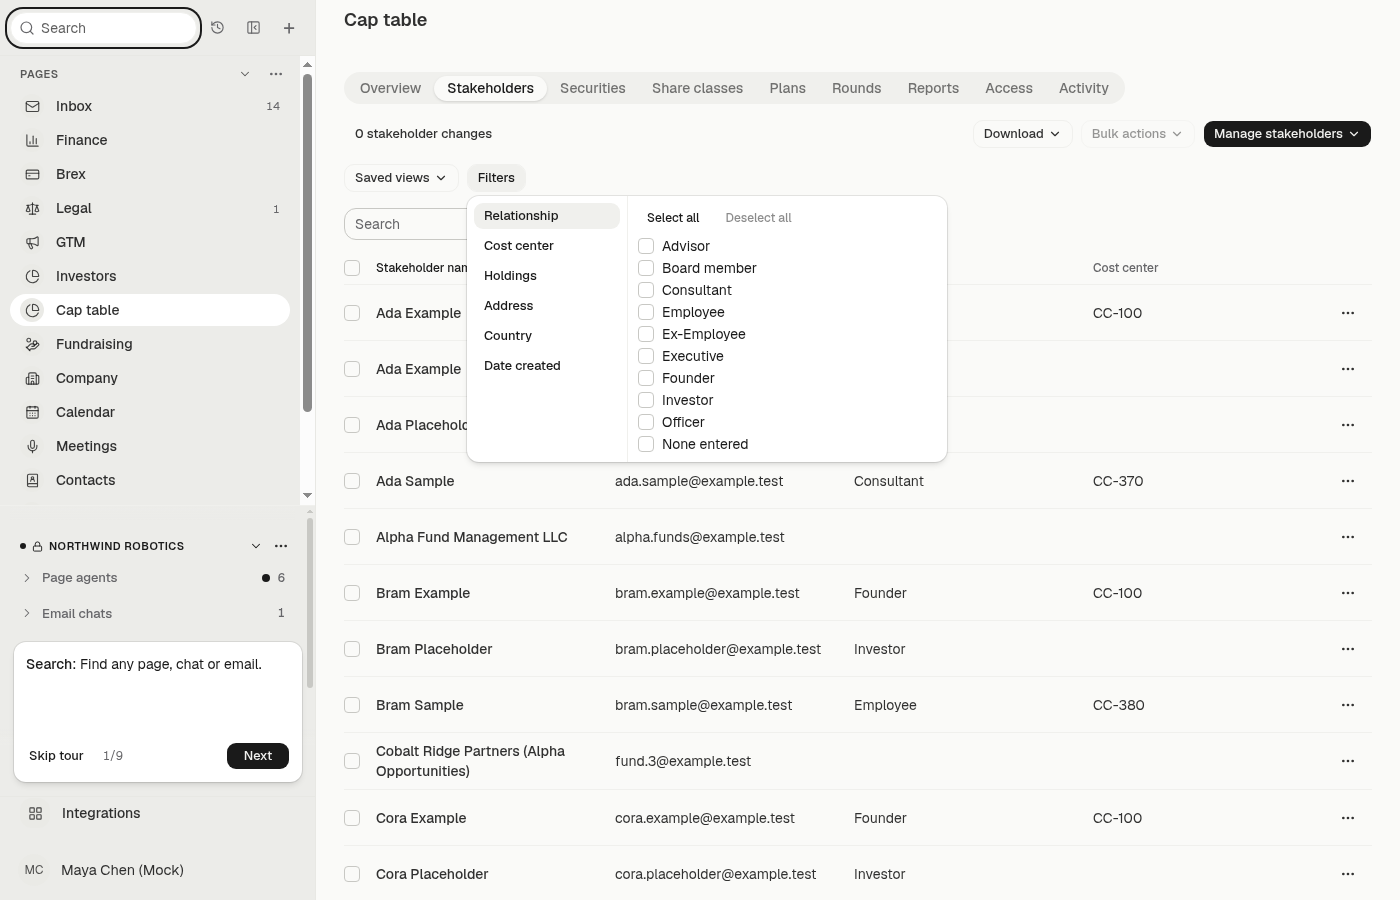 Search
PAGES
Inbox 14
Finance
Brex
Legal 1
GTM
Investors
Cap table
Fundraising
Company
Calendar
Meetings
Contacts
NORTHWIND ROBOTICS
Page agents 6
Email chats 1
Search: Find any page, chat or email.
Skip tour 1/9 Next
Integrations
MC Maya Chen (Mock)
Cap table
Overview Stakeholders Securities Share classes Plans Rounds Reports Access Activity
0 stakeholder changes Download Bulk actions Manage stakeholders
Saved views Filters
Search
Relationship
Cost center
Holdings
Address
Country
Date created
Select all Deselect all
Advisor
Board member
Consultant
Employee
Ex-Employee
Executive
Founder
Investor
Officer
None entered
Stakeholder Cost center
Ada Example CC-100
Ada Example
Ada
Ada Sample ada.sample@example.test Consultant CC-370
Alpha Fund Management LLC alpha.funds@example.test
Bram Example bram.example@example.test Founder CC-100
Bram Placeholder bram.placeholder@example.test Investor
Bram Sample bram.sample@example.test Employee CC-380
Cobalt Ridge Partners (Alpha
Opportunities) fund.3@example.test
Cora Example cora.example@example.test Founder CC-100
Cora Placeholder cora.placeholder@example.test Investor